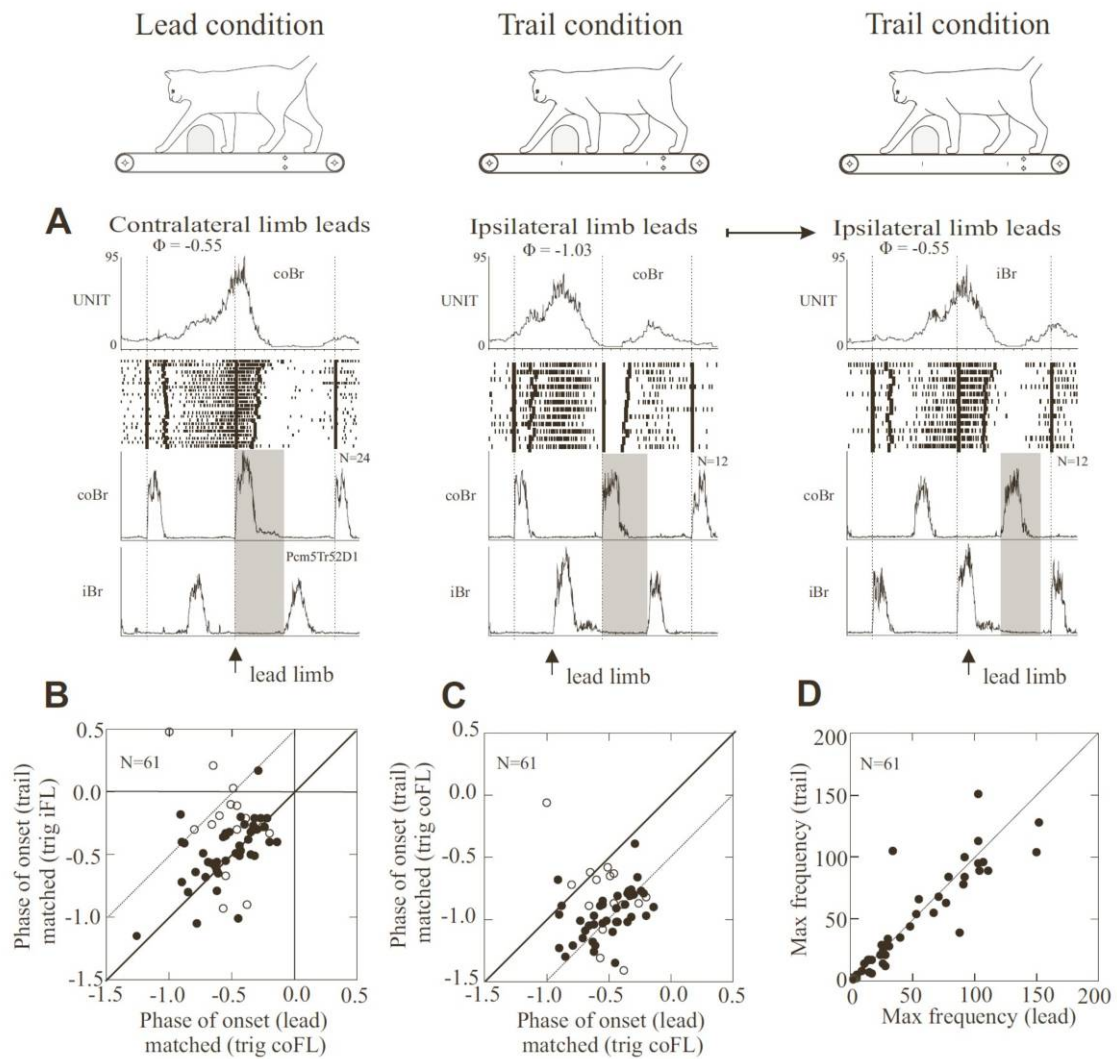 Lead condition
Trail condition
Trail condition
A
Contralateral limb leads
Ipsilateral limb leads
Ipsilateral limb leads
Φ = -0.55
Φ = -1.03
Φ = -0.55
95
coBr
95
coBr
95
iBr
UNIT
UNIT
UNIT
0
0
0
N=24
N=12
N=12
coBr
coBr
coBr
Pcm5Tr52D1
iBr
iBr
iBr
lead limb
lead limb
lead limb
B
C
D
Phase of onset (trail)
matched (trig iFL)
0.5
0.0
-0.5
-1.0
-1.5
N=61
-1.5
-1.0
-0.5
0.0
0.5
Phase of onset (lead)
matched (trig coFL)
Phase of onset (trail)
matched (trig coFL)
0.5
0.0
-0.5
-1.0
-1.5
N=61
-1.5
-1.0
-0.5
0.0
0.5
Phase of onset (lead)
matched (trig coFL)
Max frequency (trail)
200
150
100
50
0
N=61
0
50
100
150
200
Max frequency (lead)